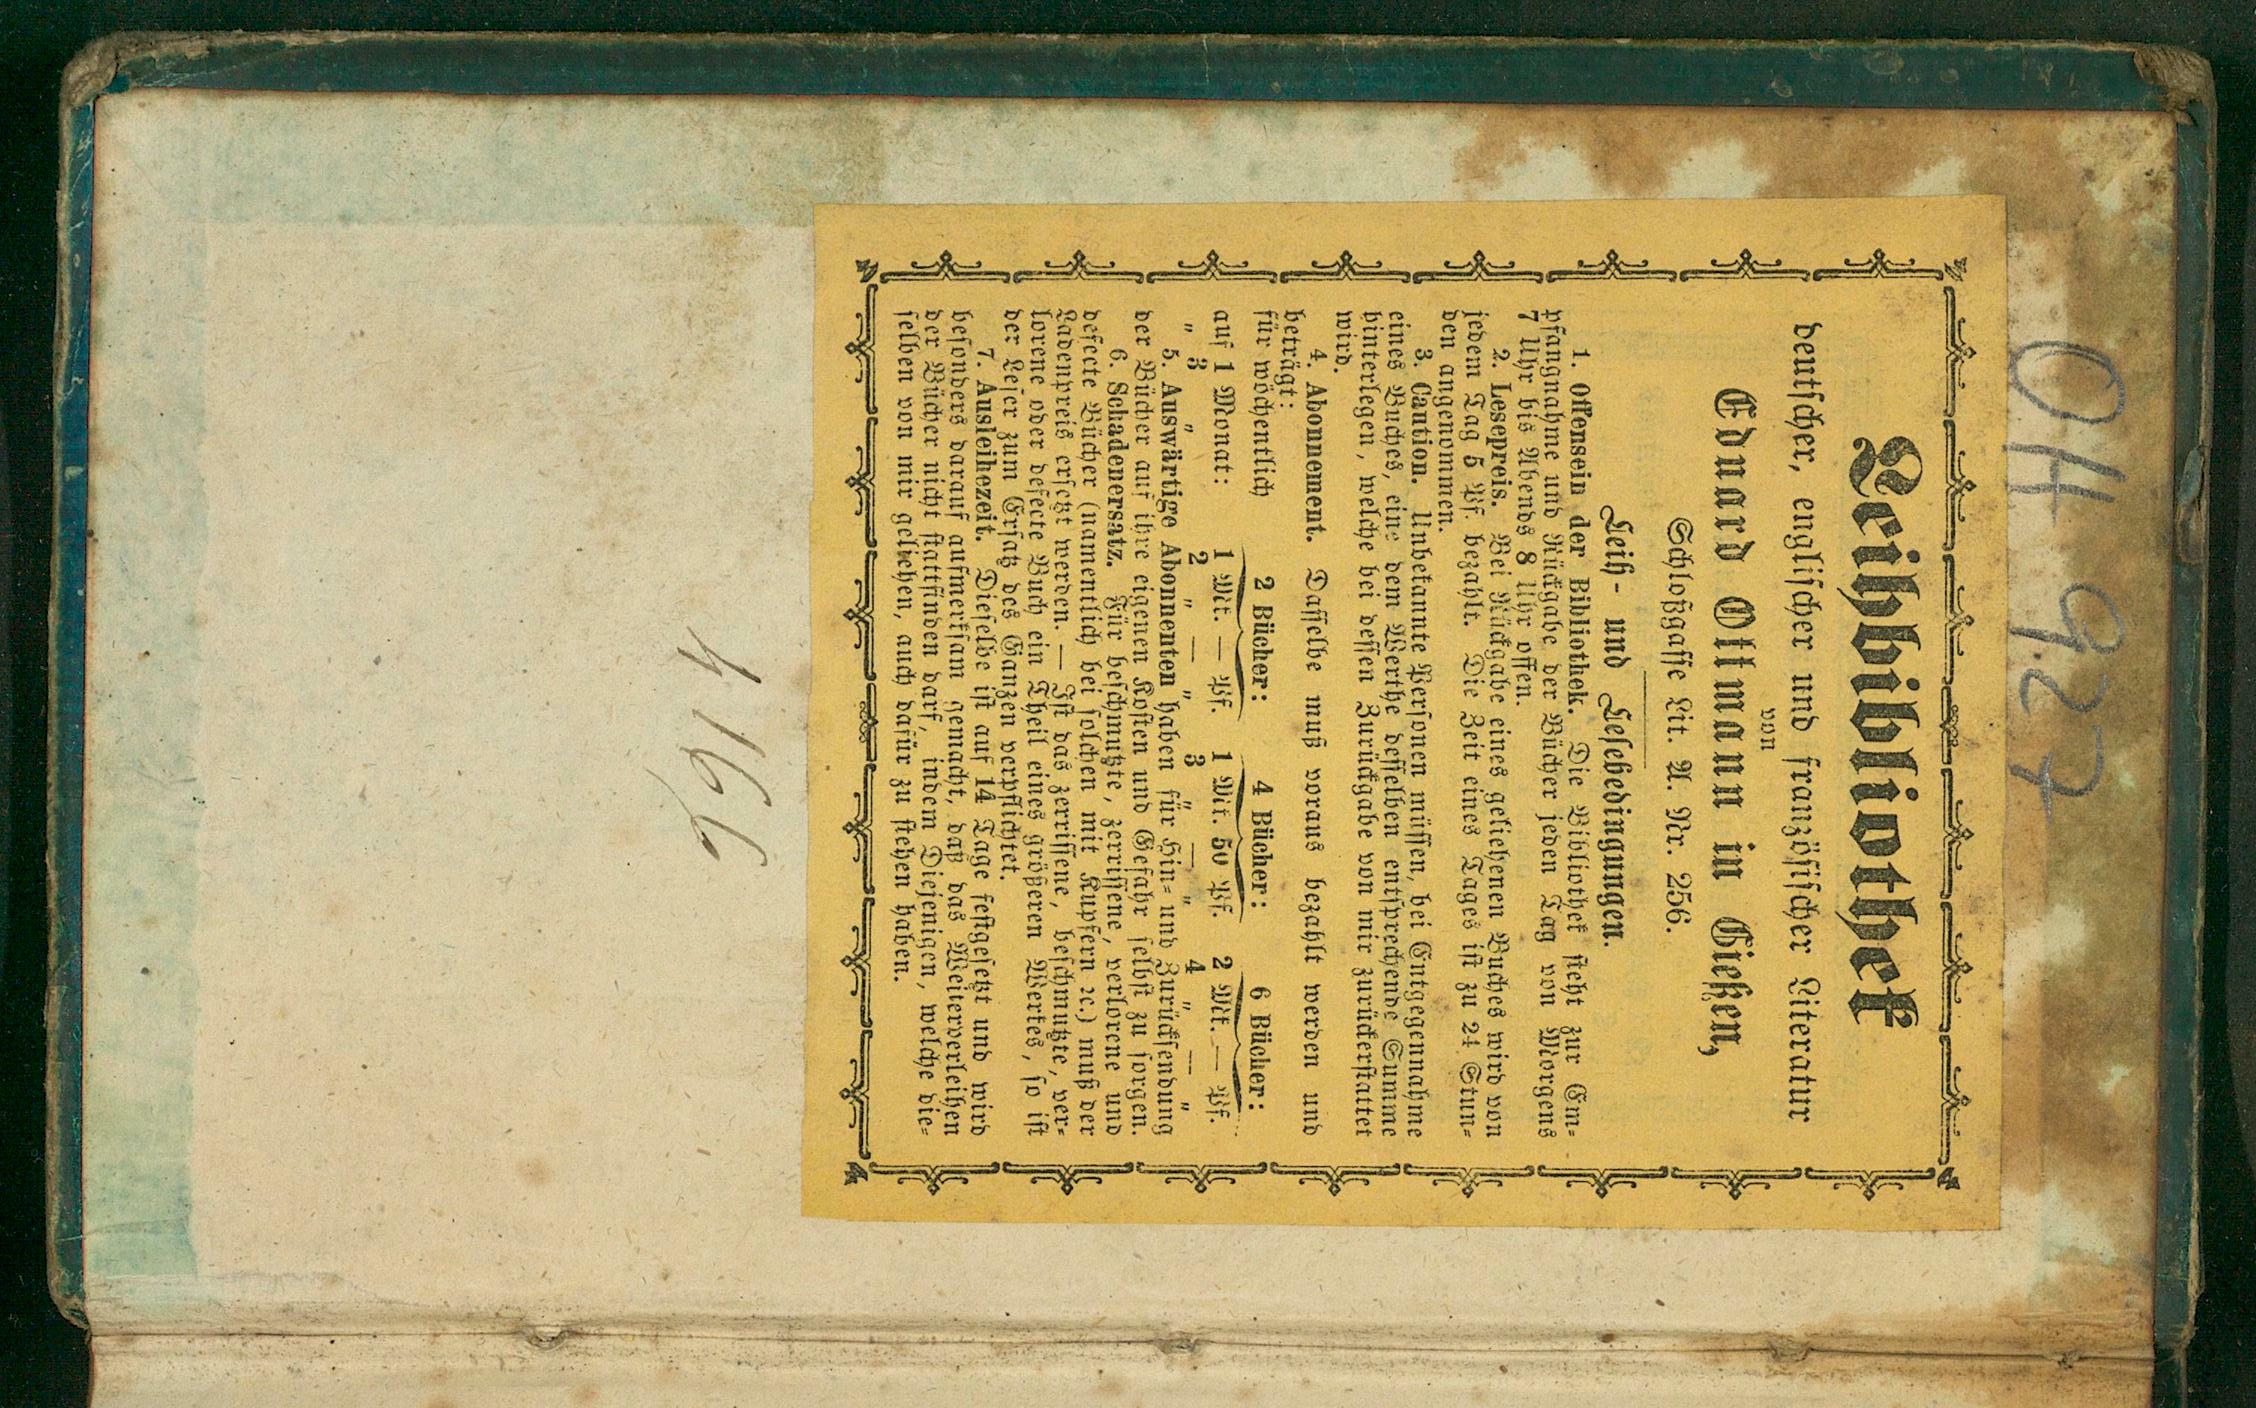 04 927
Leihbibliothek
deutscher, englischer und französischer Literatur
von
Eduard Ottmann in Gießen,
Schloßgasse Lit. A. Nr. 256.
Leih- und Lesebedingungen.
1. Offensein der Bibliothek. Die Bibliothek steht zur Em-
pfangnahme und Rückgabe der Bücher jeden Tag von Morgens
7 Uhr bis Abends 8 Uhr offen.
2. Lesepreis. Bei Rückgabe eines geliehenen Buches wird von
jedem Tag 5 Pf. bezahlt. Die Zeit eines Tages ist zu 24 Stun-
den angenommen.
3. Caution. Unbekannte Personen müssen, bei Entgegennahme
eines Buches, eine dem Werthe desselben entsprechende Summe
hinterlegen, welche bei dessen Zurückgabe von mir zurückerstattet
wird.
4. Abonnement. Dasselbe muß voraus bezahlt werden und
beträgt:
für wöchentlich 2 Bücher: 4 Bücher: 6 Bücher:
auf 1 Monat: 1 Mk. — Pf. 1 Mk. 50 Pf. 2 Mk. — Pf.
" 3 " 2 " — " 3 " — " 4 " — "
5. Auswärtige Abonnenten haben für Hin- und Zurücksendung
der Bücher auf ihre eigenen Kosten und Gefahr selbst zu sorgen.
6. Schadenersatz. Für beschmutzte, zerrissene, verlorene und
defecte Bücher (namentlich bei solchen mit Kupfern ꝛc.) muß der
Ladenpreis ersetzt werden. — Ist das zerrissene, beschmutzte, ver-
lorene oder defecte Buch ein Theil eines größeren Wertes, so ist
der Leser zum Ersatz des Ganzen verpflichtet.
7. Ausleihezeit. Dieselbe ist auf 14 Tage festgesetzt und wird
besonders darauf aufmerksam gemacht, daß das Weiterverleihen
der Bücher nicht stattfinden darf, indem Diejenigen, welche die-
selben von mir geliehen, auch dafür zu stehen haben.
4166